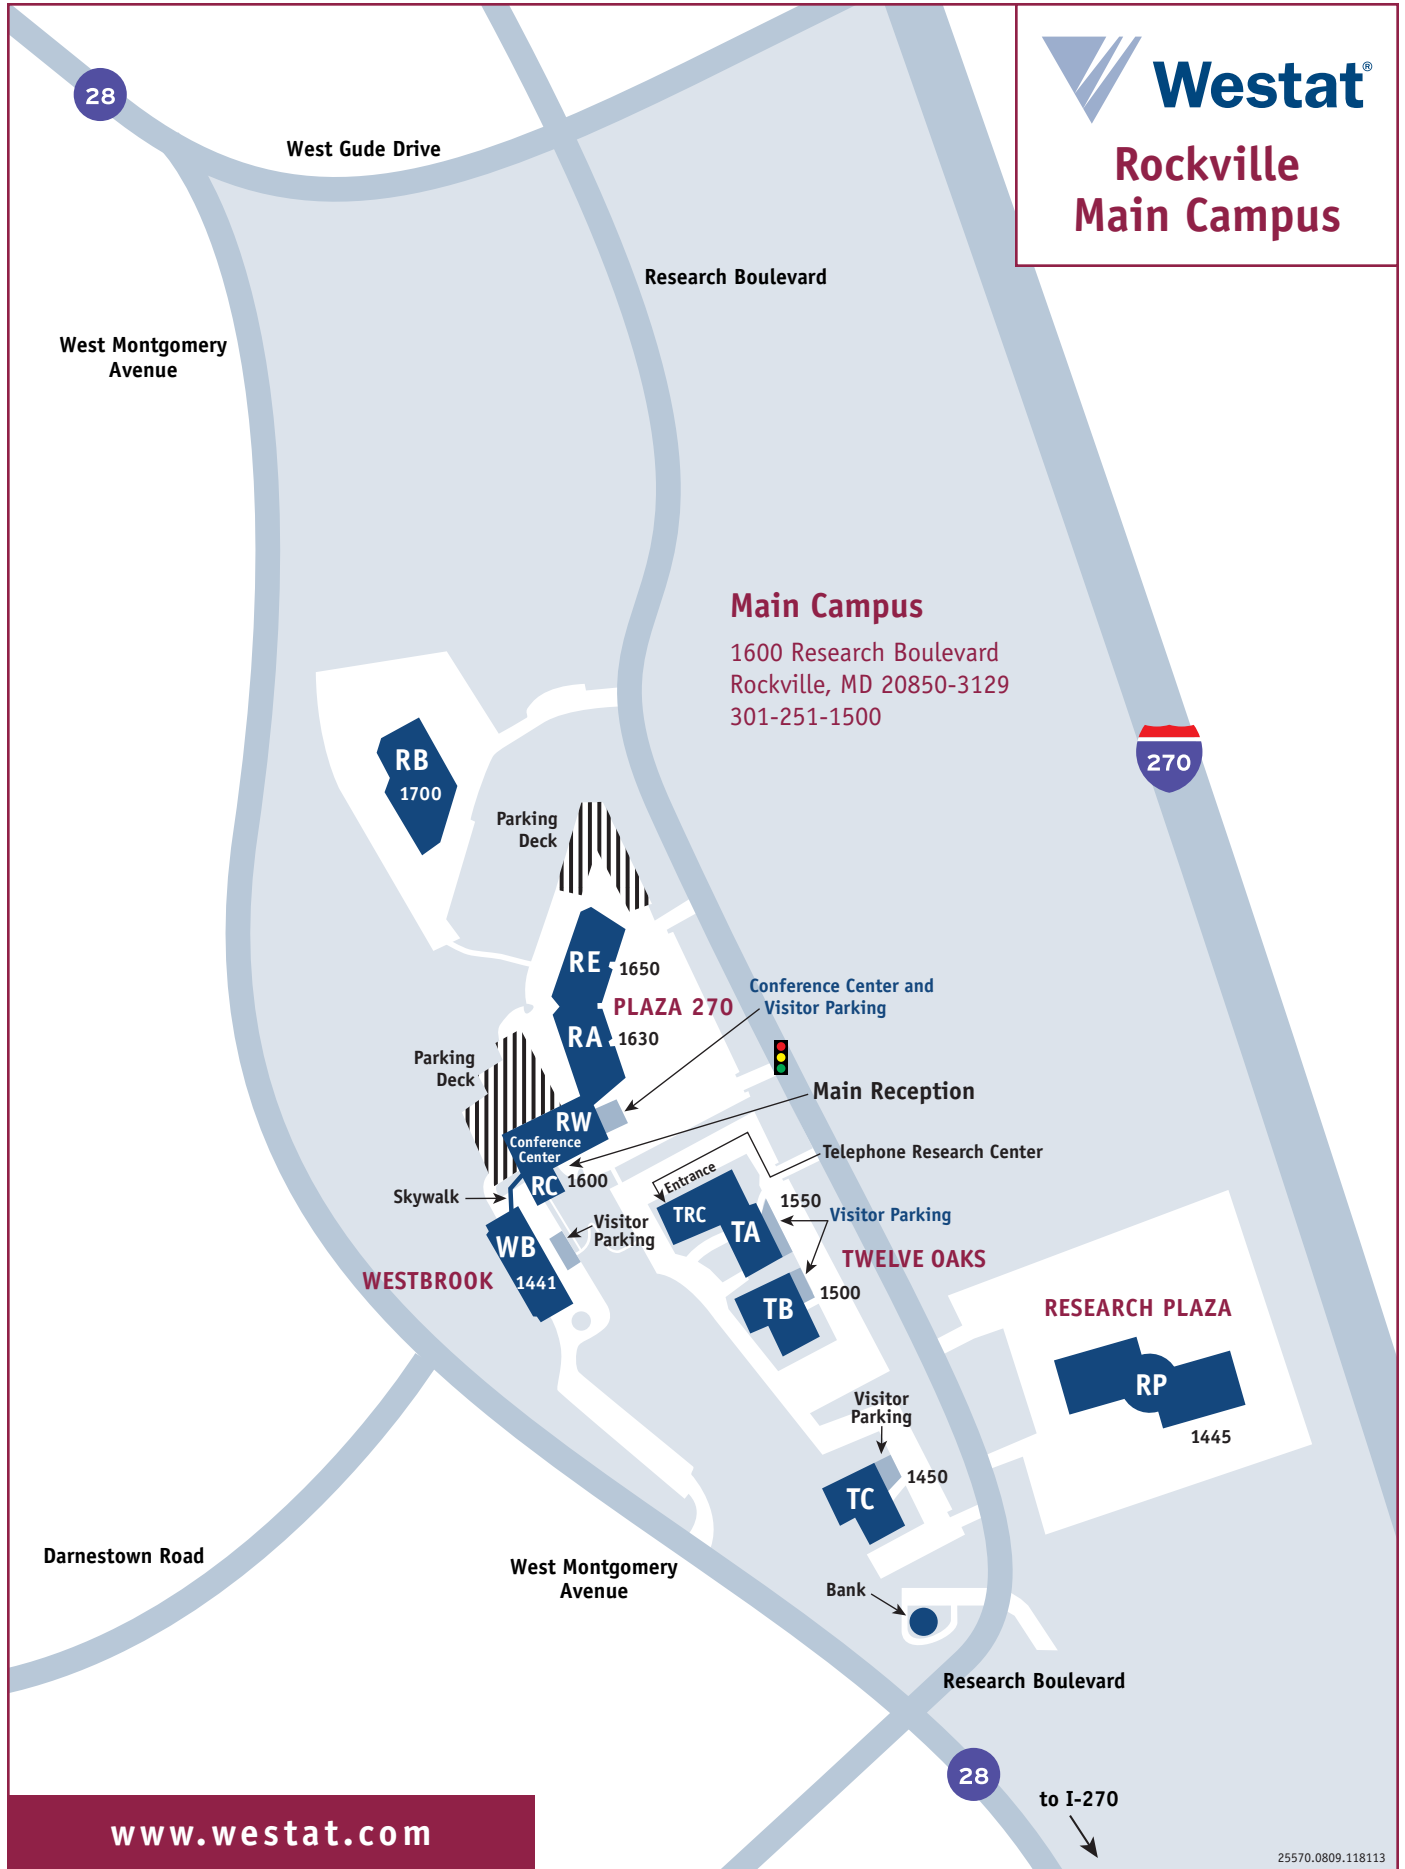 28
West Gude Drive
Westat®
Rockville
Main Campus
Research Boulevard
West Montgomery
Avenue
Main Campus
1600 Research Boulevard
Rockville, MD 20850-3129
301-251-1500
270
RB
1700
Parking
Deck
RE
1650
PLAZA 270
RA
1630
Conference Center and
Visitor Parking
Parking
Deck
Main Reception
RW
Conference
Center
RC
1600
Skywalk
Telephone Research Center
Entrance
TRC
TA
1550
Visitor Parking
Visitor
Parking
WB
1441
WESTBROOK
TWELVE OAKS
TB
1500
RESEARCH PLAZA
RP
1445
Visitor
Parking
TC
1450
Darnestown Road
West Montgomery
Avenue
Bank
Research Boulevard
28
to I-270
www.westat.com
25570.0809.118113